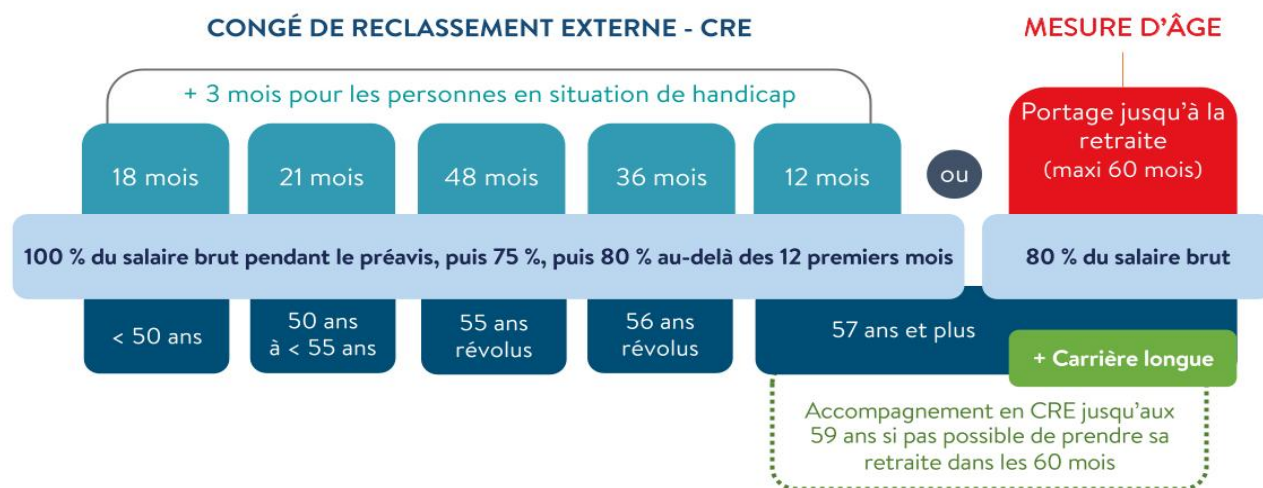 CONGÉ DE RECLASSEMENT EXTERNE - CRE
MESURE D'ÂGE
+ 3 mois pour les personnes en situation de handicap
18 mois
21 mois
48 mois
36 mois
12 mois
ou
Portage jusqu'à la
retraite
(maxi 60 mois)
100 % du salaire brut pendant le préavis, puis 75 %, puis 80 % au-delà des 12 premiers mois
80 % du salaire brut
< 50 ans
50 ans
à < 55 ans
55 ans
révolus
56 ans
révolus
57 ans et plus
+ Carrière longue
Accompagnement en CRE jusqu'aux
59 ans si pas possible de prendre sa
retraite dans les 60 mois